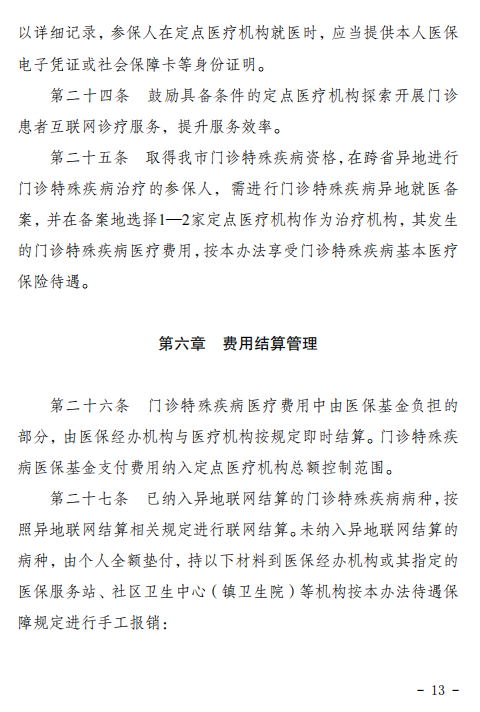 以详细记录，参保人在定点医疗机构就医时，应当提供本人医保
电子凭证或社会保障卡等身份证明。
第二十四条　鼓励具备条件的定点医疗机构探索开展门诊
患者互联网诊疗服务，提升服务效率。
第二十五条　取得我市门诊特殊疾病资格，在跨省异地进行
门诊特殊疾病治疗的参保人，需进行门诊特殊疾病异地就医备
案，并在备案地选择1—2家定点医疗机构作为治疗机构，其发生
的门诊特殊疾病医疗费用，按本办法享受门诊特殊疾病基本医疗
保险待遇。
第六章　费用结算管理
第二十六条　门诊特殊疾病医疗费用中由医保基金负担的
部分，由医保经办机构与医疗机构按规定即时结算。门诊特殊疾
病医保基金支付费用纳入定点医疗机构总额控制范围。
第二十七条　已纳入异地联网结算的门诊特殊疾病病种，按
照异地联网结算相关规定进行联网结算。未纳入异地联网结算的
病种，由个人全额垫付，持以下材料到医保经办机构或其指定的
医保服务站、社区卫生中心（镇卫生院）等机构按本办法待遇保
障规定进行手工报销：
- 13 -